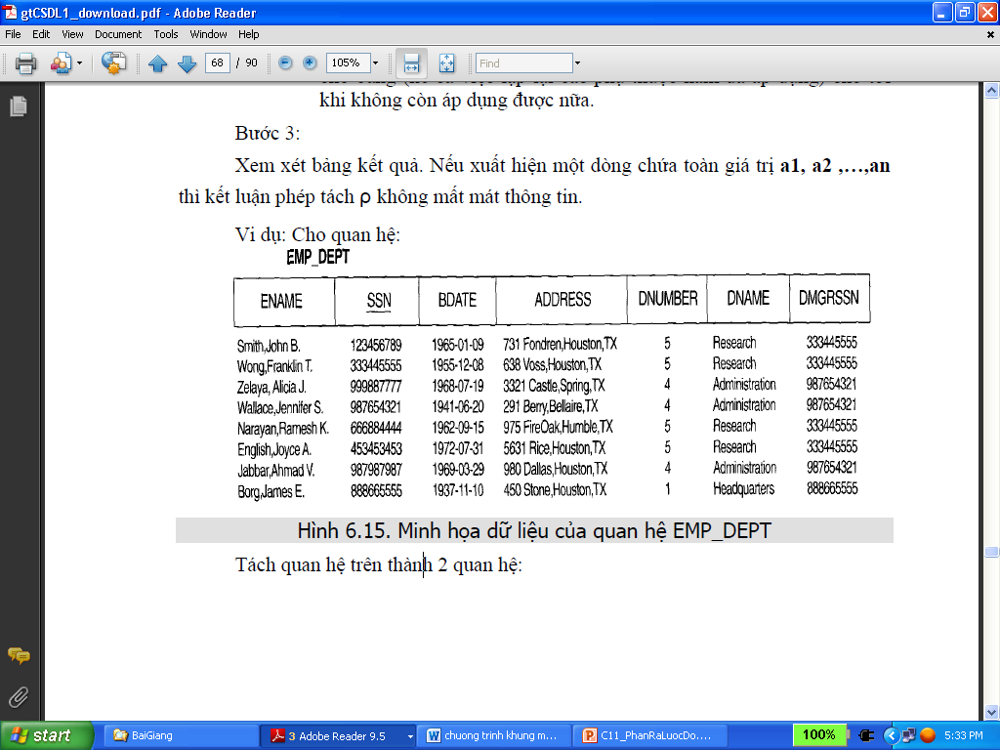 gtCSDL1_download.pdf - Adobe Reader
File Edit View Document Tools Window Help
68 / 90 105% Find
khi không còn áp dụng được nữa.
Bước 3:
Xem xét bảng kết quả. Nếu xuất hiện một dòng chứa toàn giá trị a1, a2 ,…,an
thì kết luận phép tách ρ không mất mát thông tin.
Vi dụ: Cho quan hệ:
EMP_DEPT
ENAME SSN BDATE ADDRESS DNUMBER DNAME DMGRSSN
Smith,John B. 123456789 1965-01-09 731 Fondren,Houston,TX 5 Research 333445555
Wong,Franklin T. 333445555 1955-12-08 638 Voss,Houston,TX 5 Research 333445555
Zelaya, Alicia J. 999887777 1968-07-19 3321 Castle,Spring,TX 4 Administration 987654321
Wallace,Jennifer S. 987654321 1941-06-20 291 Berry,Bellaire,TX 4 Administration 987654321
Narayan,Ramesh K. 666884444 1962-09-15 975 FireOak,Humble,TX 5 Research 333445555
English,Joyce A. 453453453 1972-07-31 5631 Rice,Houston,TX 5 Research 333445555
Jabbar,Ahmad V. 987987987 1969-03-29 980 Dallas,Houston,TX 4 Administration 987654321
Borg,James E. 888665555 1937-11-10 450 Stone,Houston,TX 1 Headquarters 888665555
Hình 6.15. Minh họa dữ liệu của quan hệ EMP_DEPT
Tách quan hệ trên thành 2 quan hệ:
start BaiGiang 3 Adobe Reader 9.5 chuong trinh khung m... C11_PhanRaLuocDo.... 100% 5:33 PM